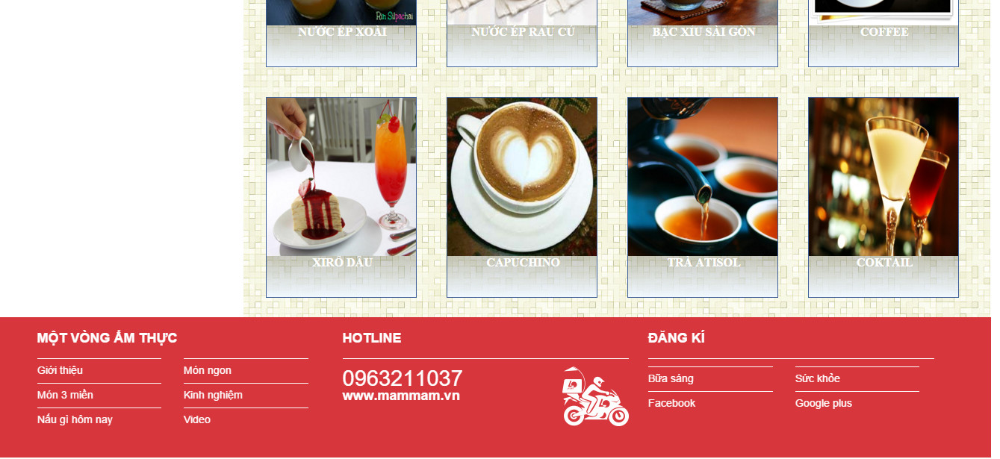 Rin Silpachai
NƯỚC ÉP XOÀI
NƯỚC ÉP RAU CỦ
BẠC XỈU SÀI GÒN
COFFEE
XIRÔ DÂU
CAPUCHINO
TRÀ ATISOL
COKTAIL
MỘT VÒNG ẨM THỰC
Giới thiệu
Món ngon
Món 3 miền
Kinh nghiệm
Nấu gì hôm nay
Video
HOTLINE
0963211037
www.mammam.vn
ĐĂNG KÍ
Bữa sáng
Sức khỏe
Facebook
Google plus